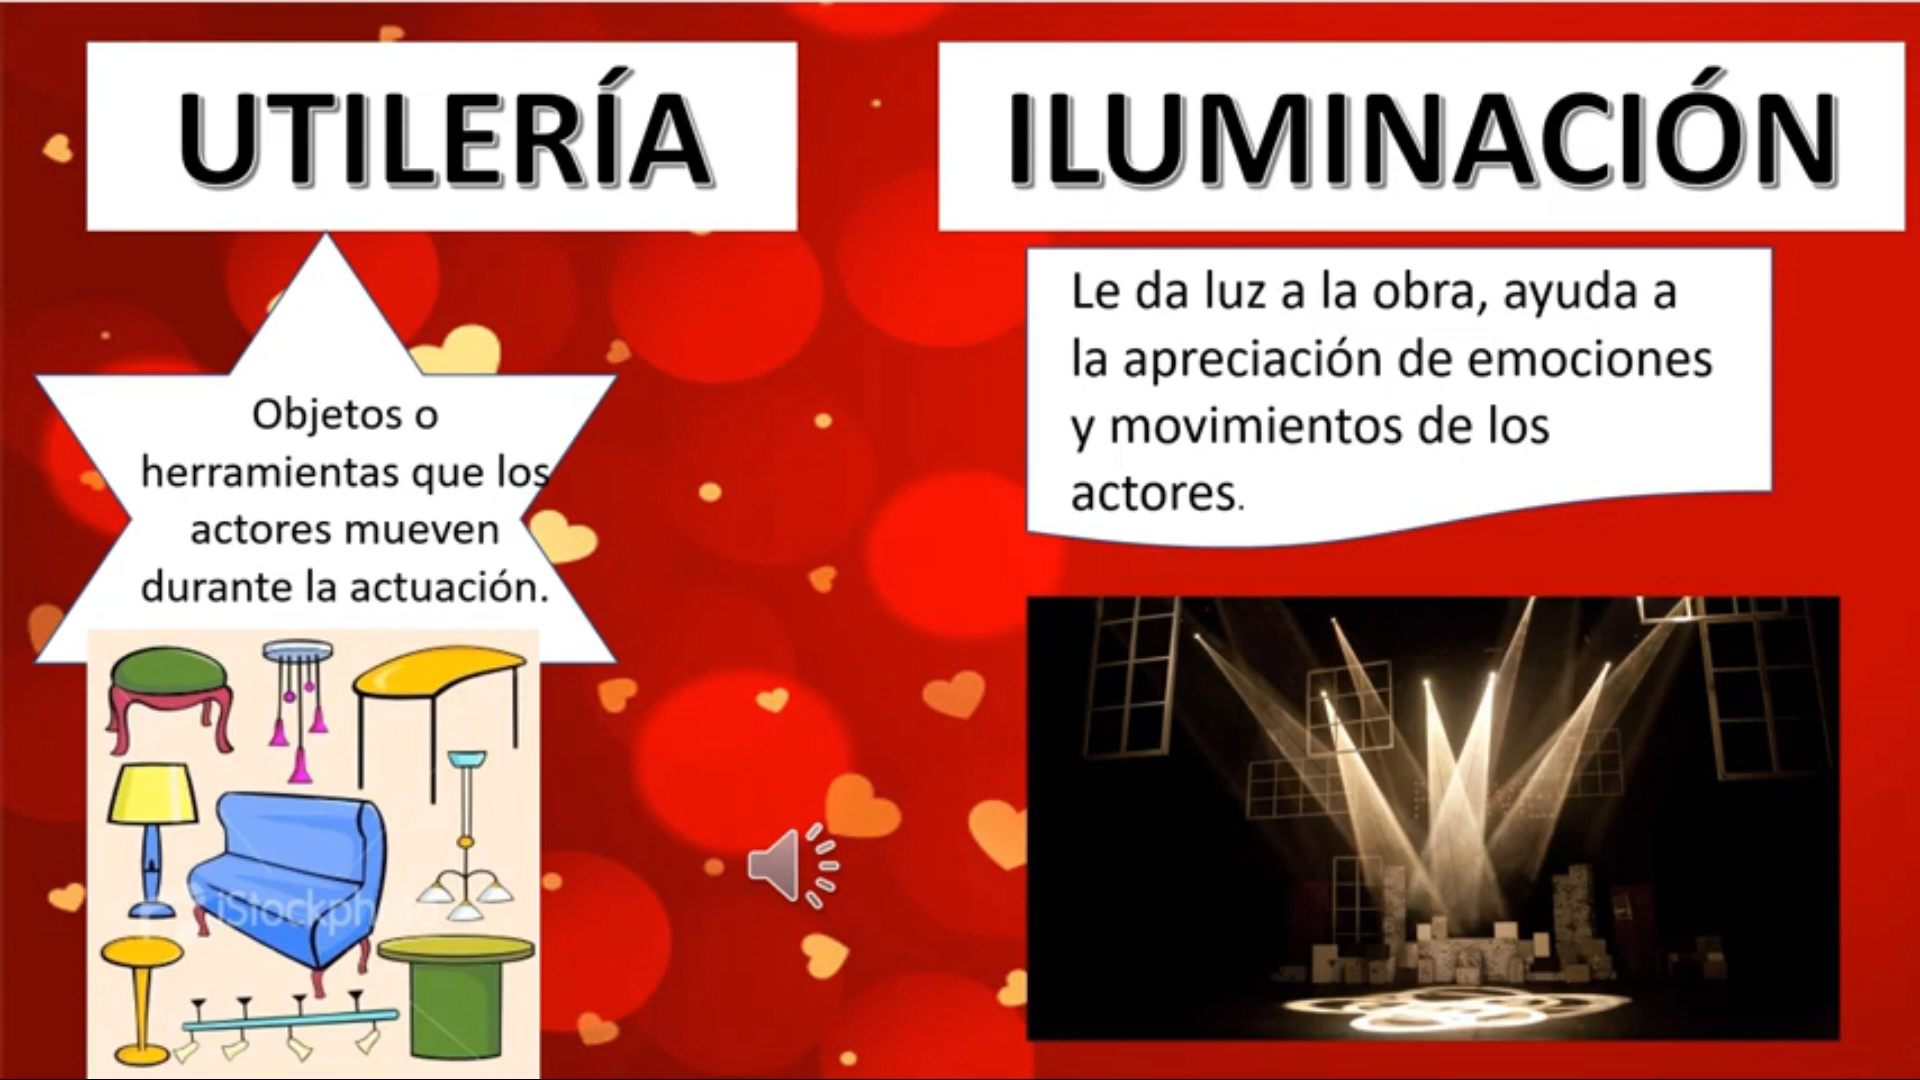 UTILERÍA
Objetos o
herramientas que los
actores mueven
durante la actuación.
iStockpho
ILUMINACIÓN
Le da luz a la obra, ayuda a
la apreciación de emociones
y movimientos de los
actores.